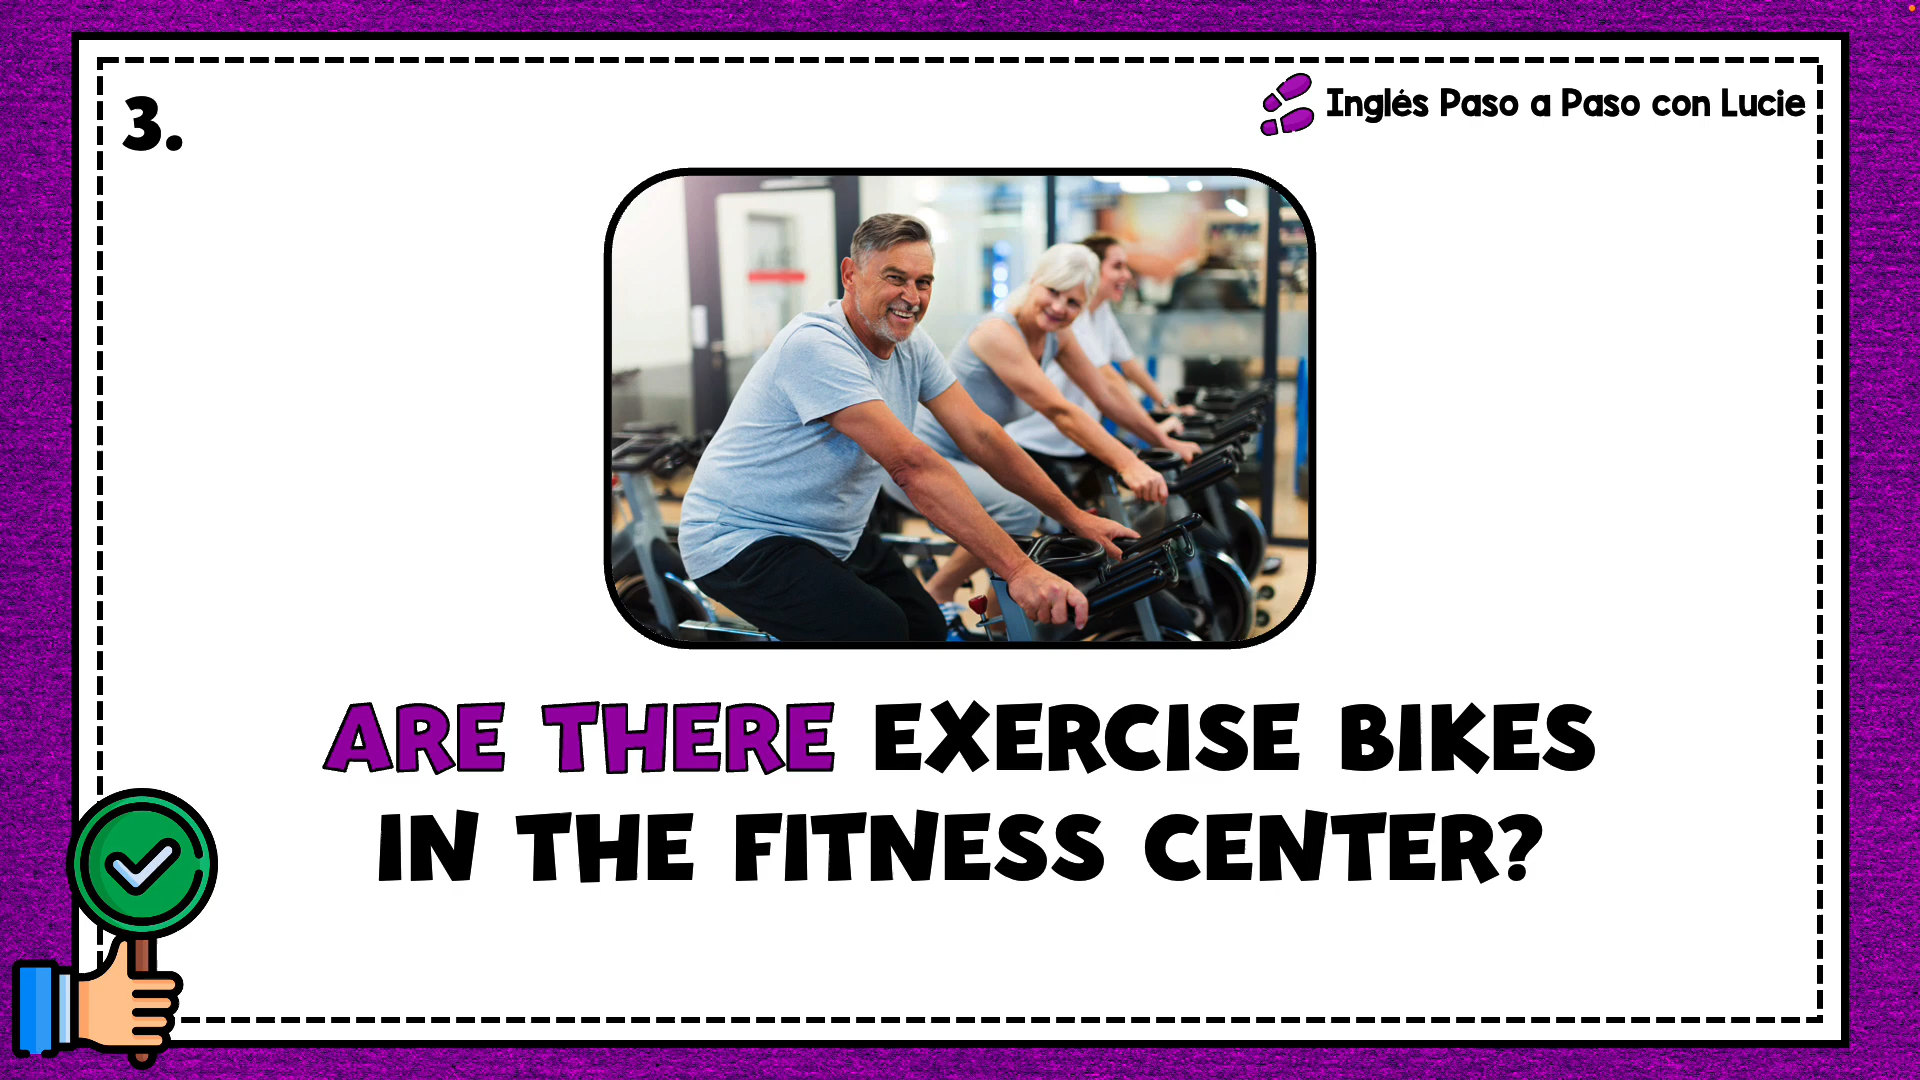 3.
Inglés Paso a Paso con Lucie
ARE THERE EXERCISE BIKES
IN THE FITNESS CENTER?